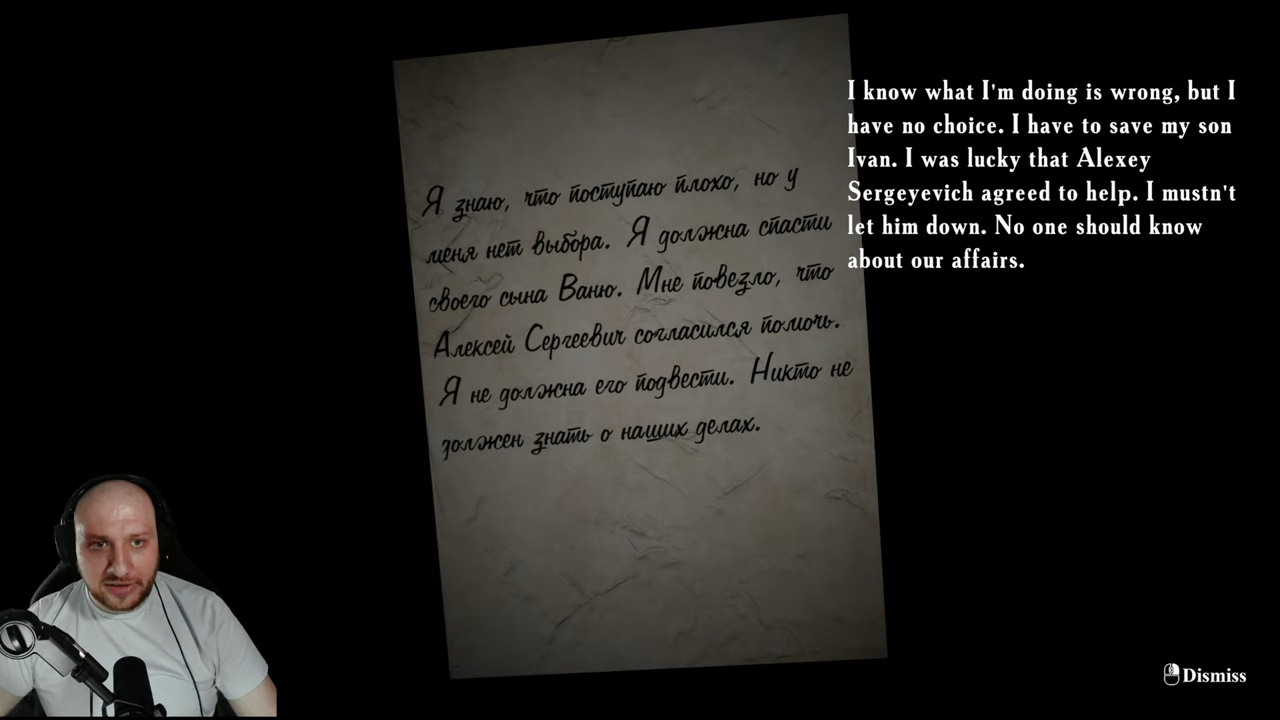 Я знаю, что поступаю плохо, но у
меня нет выбора. Я должна спасти
своего сына Ваню. Мне повезло, что
Алексей Сергеевич согласился помочь.
Я не должна его подвести. Никто не
должен знать о наших делах.
I know what I'm doing is wrong, but I
have no choice. I have to save my son
Ivan. I was lucky that Alexey
Sergeyevich agreed to help. I mustn't
let him down. No one should know
about our affairs.
Dismiss